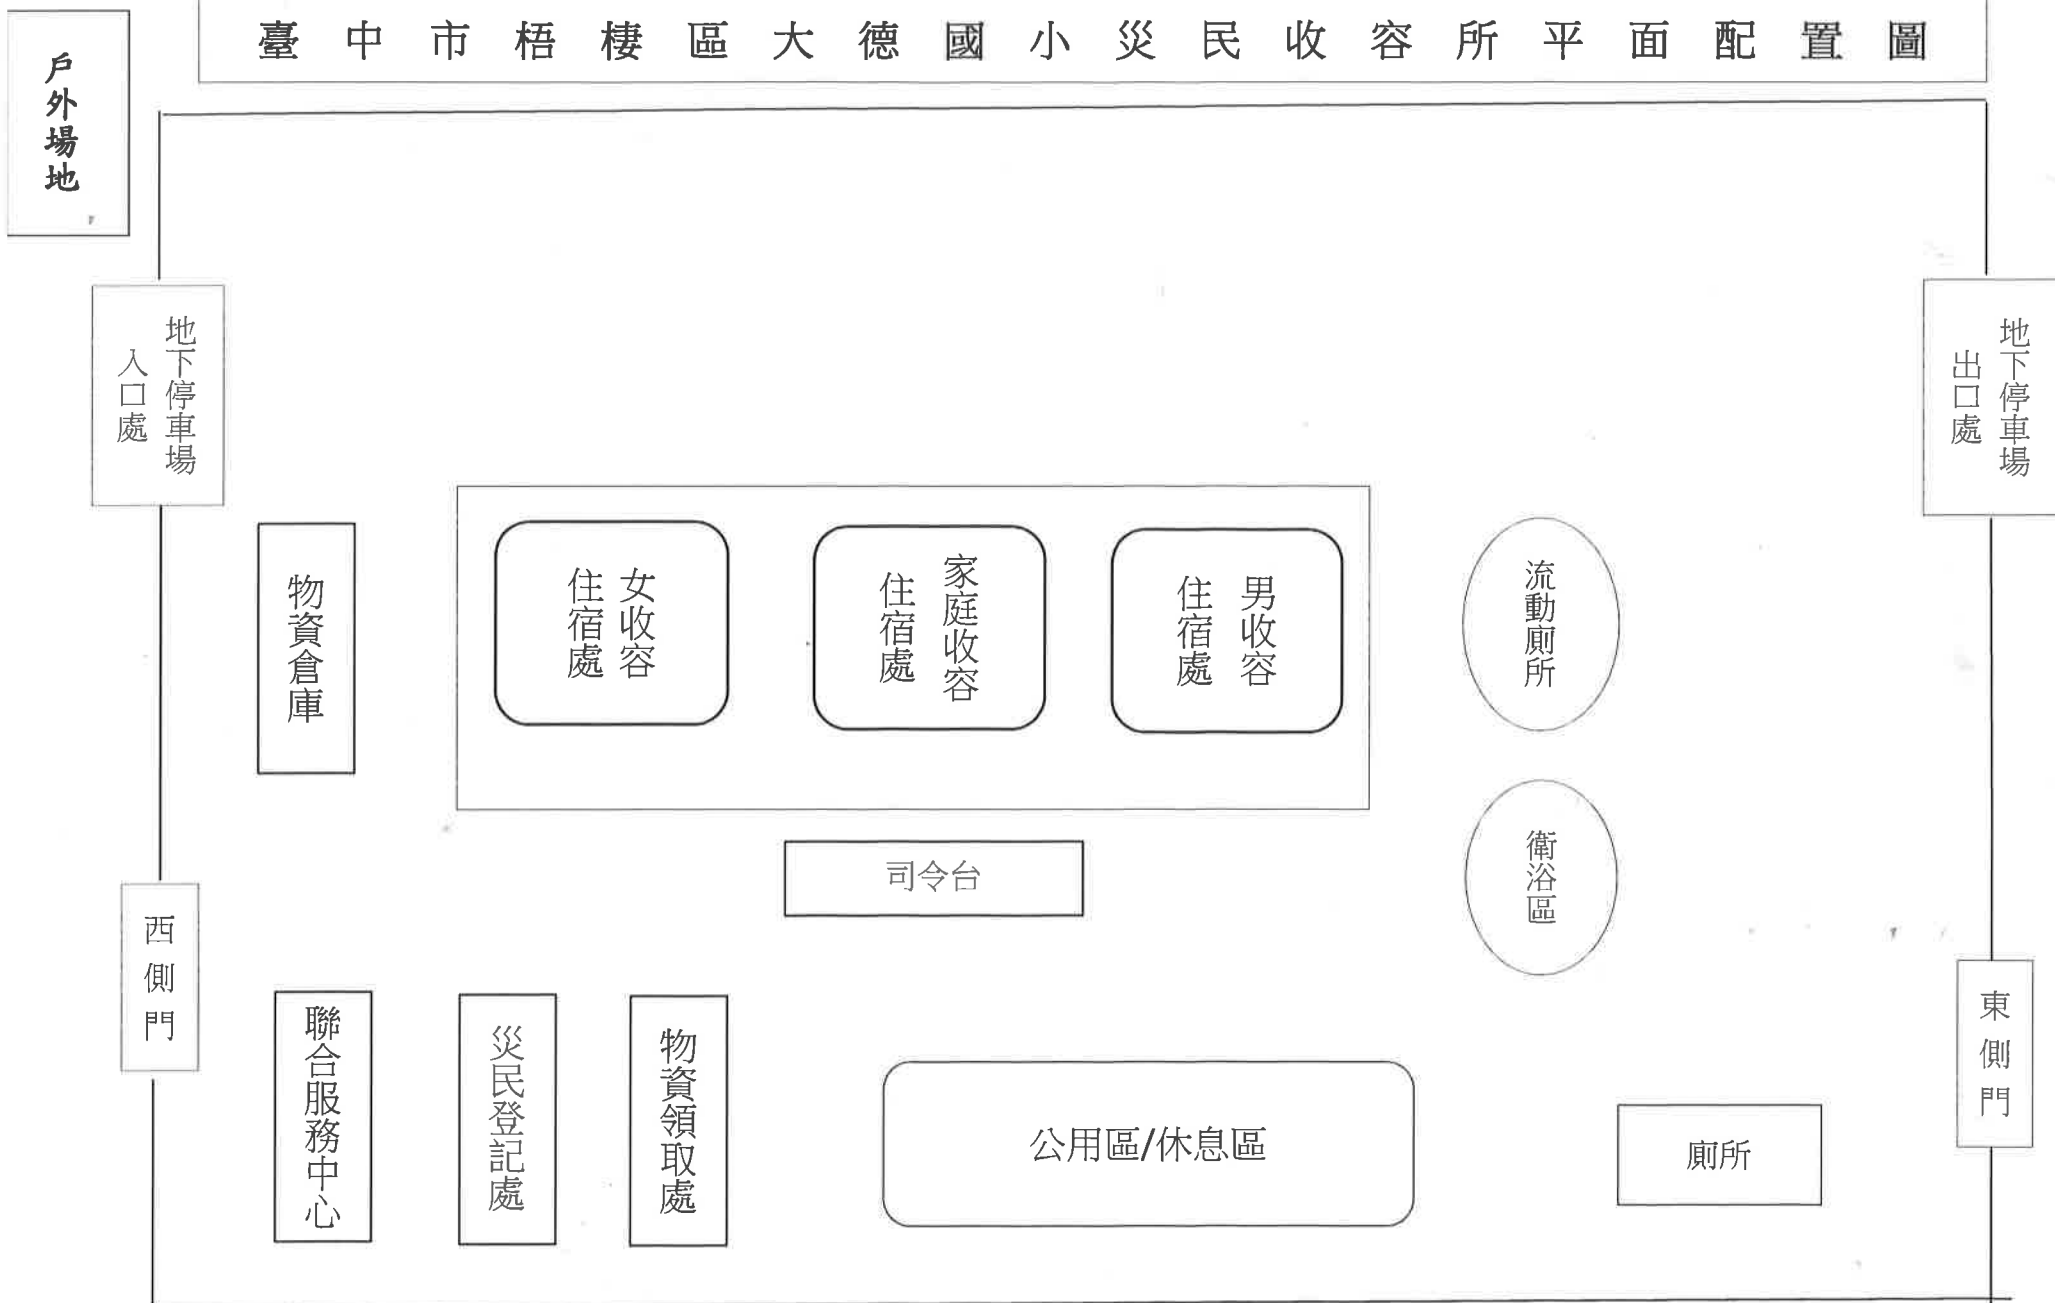 臺中市梧棲區大德國小災民收容所平面配置圖
戶外場地
地下停車場
入口處
地下停車場
出口處
物資倉庫
女收容
住宿處
家庭收容
住宿處
男收容
住宿處
流動廁所
司令台
衛浴區
西側門
東側門
聯合服務中心
災民登記處
物資領取處
公用區/休息區
廁所